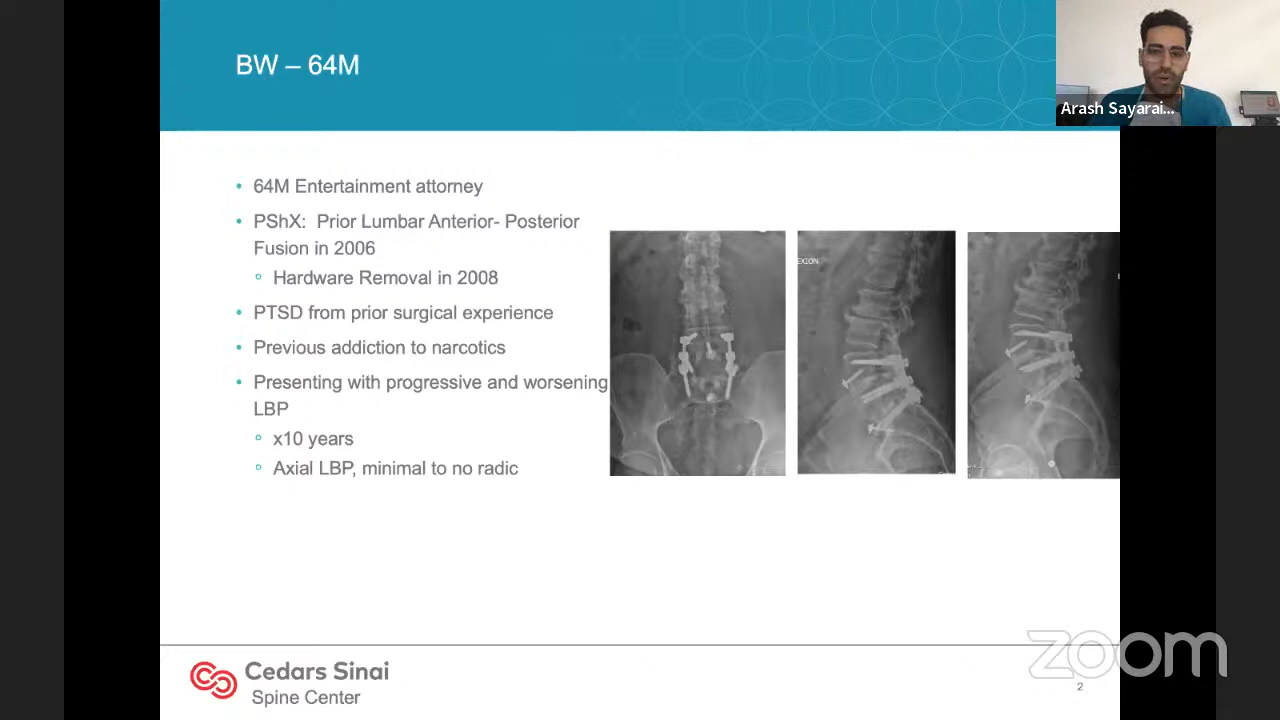 BW – 64M
Arash Sayarai...
• 64M Entertainment attorney
• PShX: Prior Lumbar Anterior- Posterior
Fusion in 2006
Hardware Removal in 2008
• PTSD from prior surgical experience
• Previous addiction to narcotics
• Presenting with progressive and worsening
LBP
x10 years
Axial LBP, minimal to no radic
EXION
Cedars Sinai
Spine Center
zoom
2